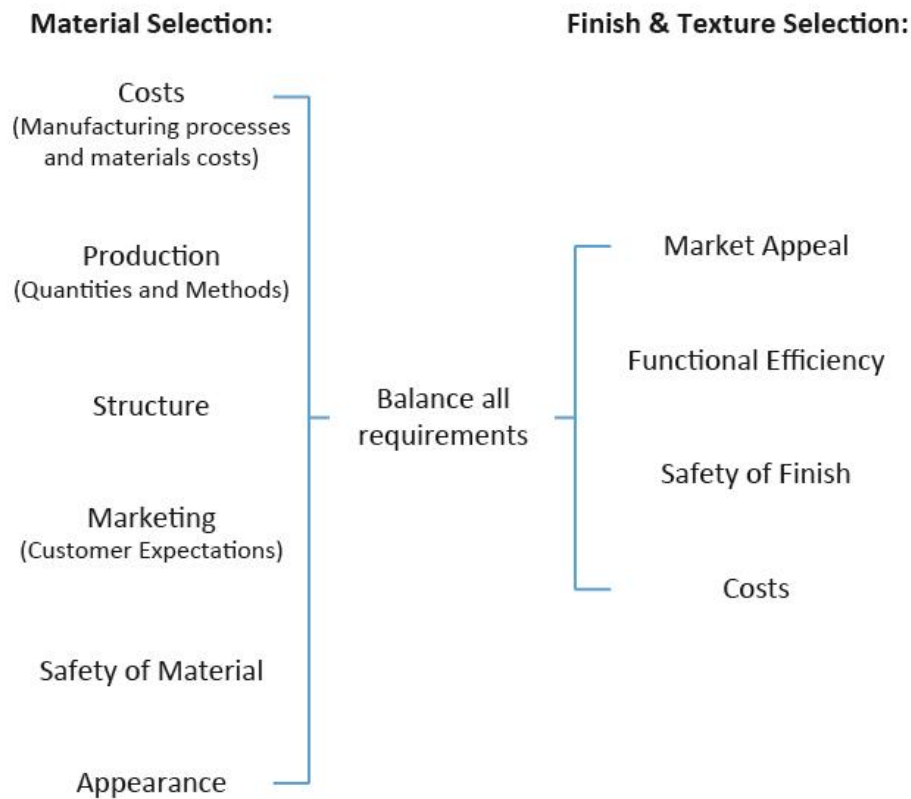 Material Selection:
Costs
(Manufacturing processes
and materials costs)
Production
(Quantities and Methods)
Structure
Marketing
(Customer Expectations)
Safety of Material
Appearance
Balance all
requirements
Finish & Texture Selection:
Market Appeal
Functional Efficiency
Safety of Finish
Costs